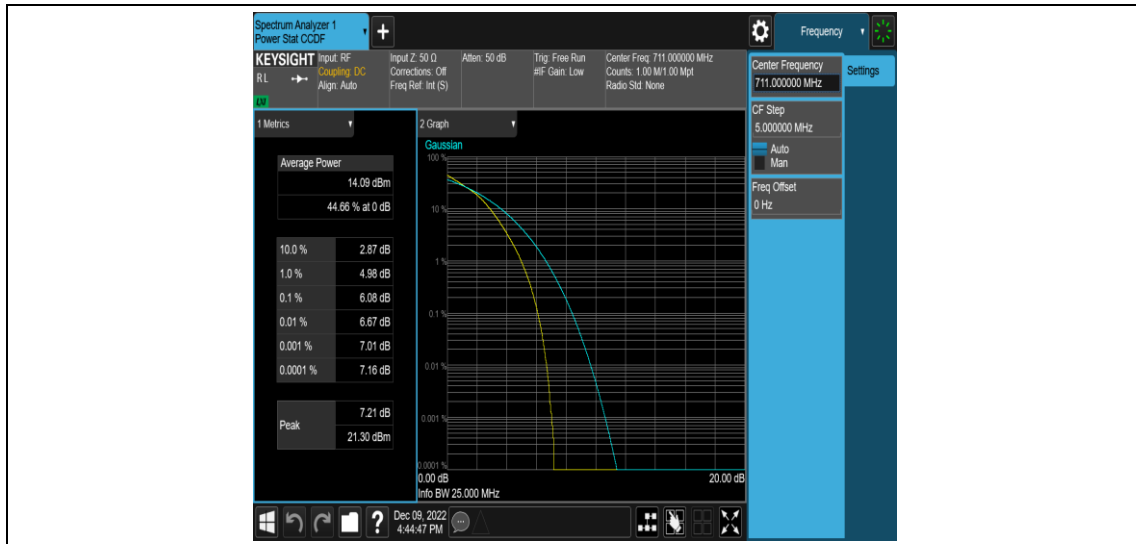 Spectrum Analyzer 1
Power Stat CCDF
+
Frequency
KEYSIGHT
RL
LXI
Input: RF
Coupling: DC
Align: Auto
Input Z: 50 Ω
Corrections: Off
Freq Ref: Int (S)
Atten: 50 dB
Trig: Free Run
#IF Gain: Low
Center Freq: 711.000000 MHz
Counts: 1.00 M/1.00 Mpt
Radio Std: None
Center Frequency
711.000000 MHz
Settings
CF Step
5.000000 MHz
Auto
Man
Freq Offset
0 Hz
1 Metrics
Average Power
14.09 dBm
44.66 % at 0 dB
10.0 % 2.87 dB
1.0 % 4.98 dB
0.1 % 6.08 dB
0.01 % 6.67 dB
0.001 % 7.01 dB
0.0001 % 7.16 dB
Peak
7.21 dB
21.30 dBm
2 Graph
Gaussian
100 %
10 %
1 %
0.1 %
0.01 %
0.001 %
0.0001 %
0.00 dB 20.00 dB
Info BW 25.000 MHz
?
Dec 09, 2022
4:44:47 PM